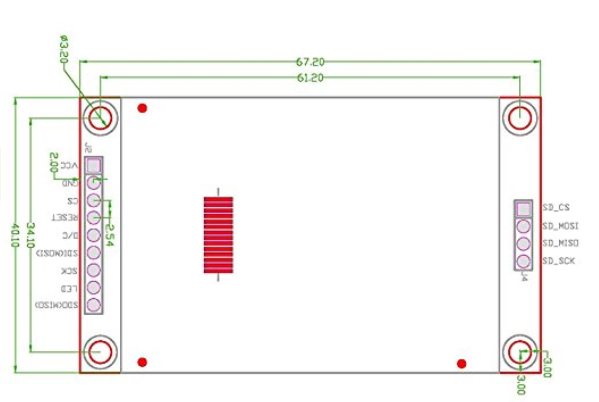 ø3.20
67.20
61.20
J2
VCC
2.00
GND
CS
RESET
D/C
2.54
SDI(MOSI)
SCK
LED
SDO(MISO)
40.10
34.10
SD_CS
SD_MOSI
SD_MISO
SD_SCK
J4
3.00
3.00